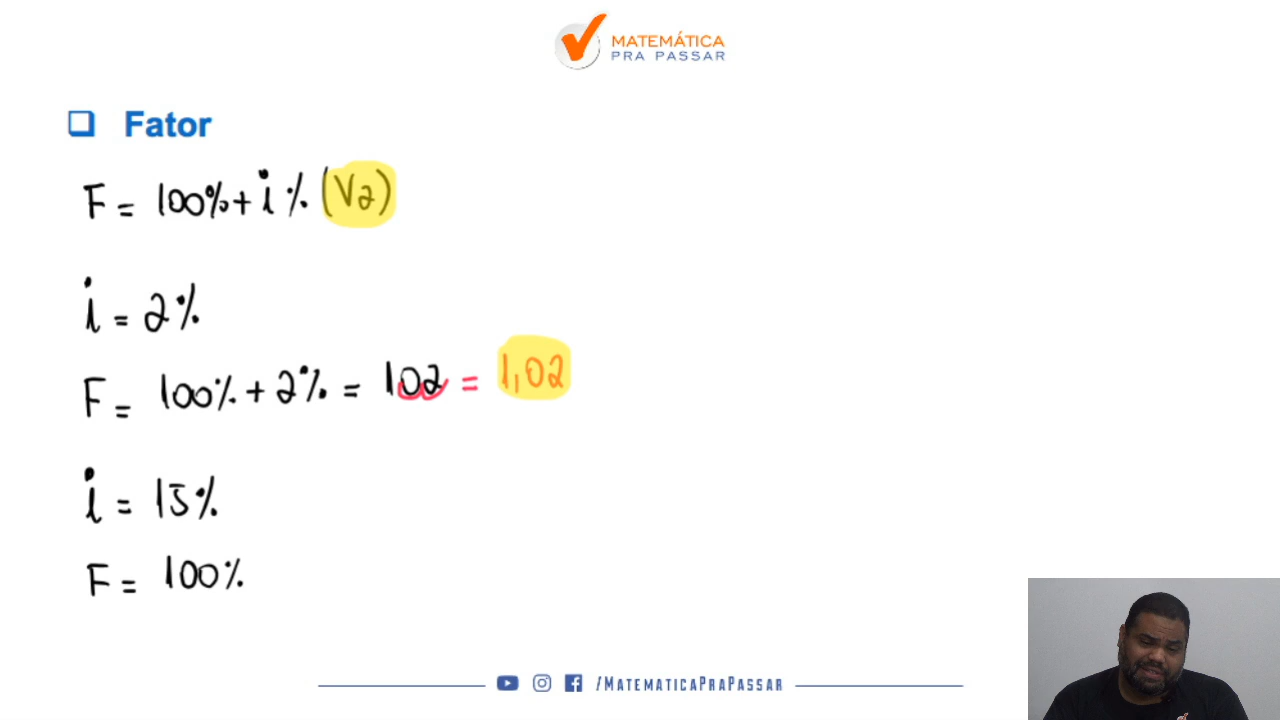 MATEMÁTICA
PRA PASSAR
Fator
F = 100% + i % (V2)
i = 2%
F = 100% + 2% = 102 = 1,02
i = 15%
F = 100%
/MATEMATICAPRAPASSAR